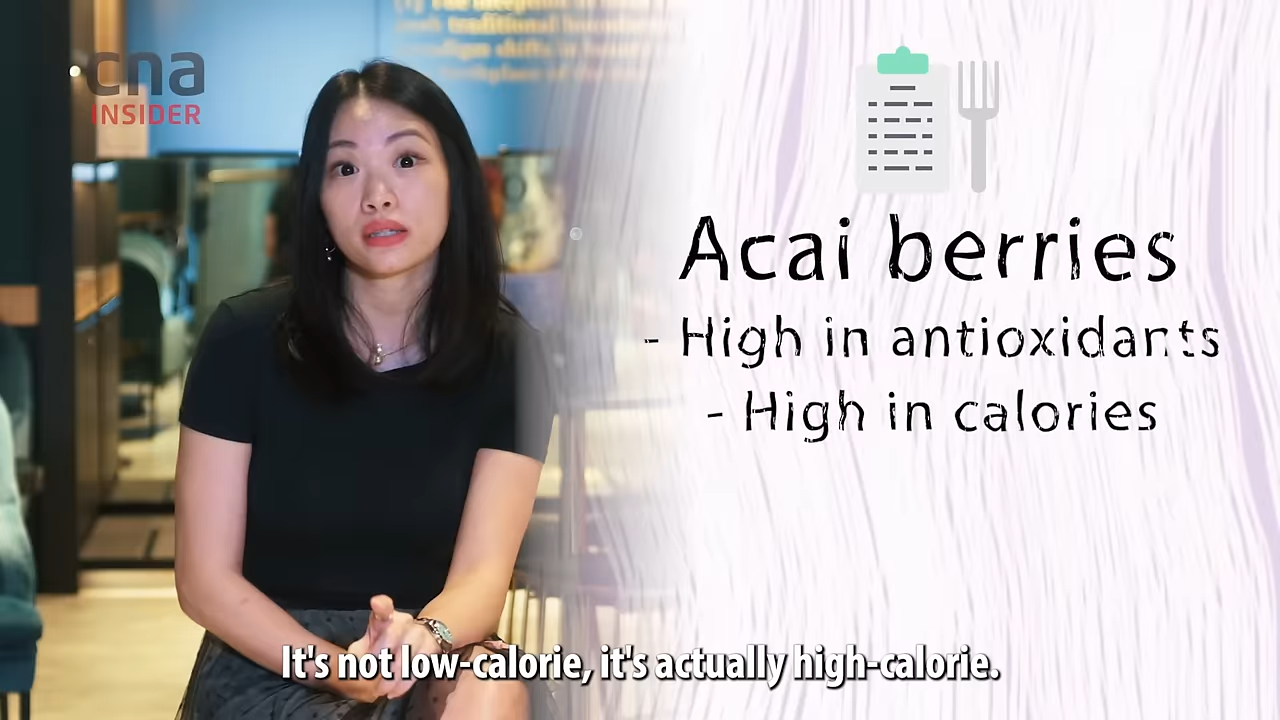 cna
INSIDER
Acai berries
- High in antioxidants
- High in calories
It's not low-calorie, it's actually high-calorie.